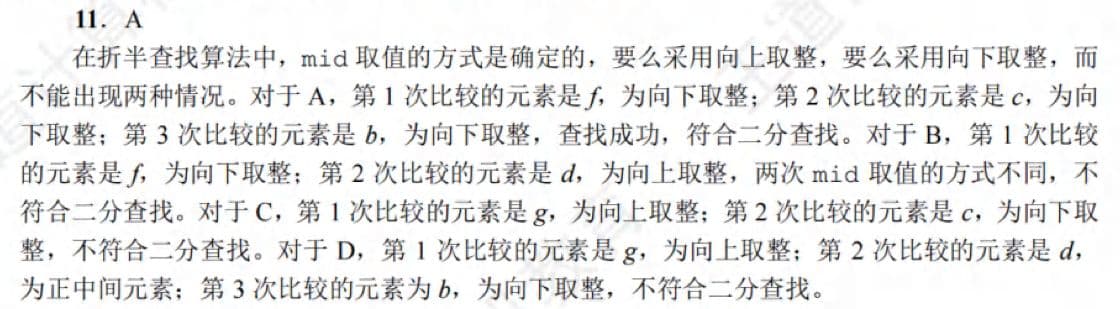 11. A
在折半查找算法中，mid 取值的方式是确定的，要么采用向上取整，要么采用向下取整，而
不能出现两种情况。对于 A，第 1 次比较的元素是 f，为向下取整；第 2 次比较的元素是 c，为向
下取整；第 3 次比较的元素是 b，为向下取整，查找成功，符合二分查找。对于 B，第 1 次比较
的元素是 f，为向下取整；第 2 次比较的元素是 d，为向上取整，两次 mid 取值的方式不同，不
符合二分查找。对于 C，第 1 次比较的元素是 g，为向上取整；第 2 次比较的元素是 c，为向下取
整，不符合二分查找。对于 D，第 1 次比较的元素是 g，为向上取整；第 2 次比较的元素是 d，
为正中间元素；第 3 次比较的元素为 b，为向下取整，不符合二分查找。